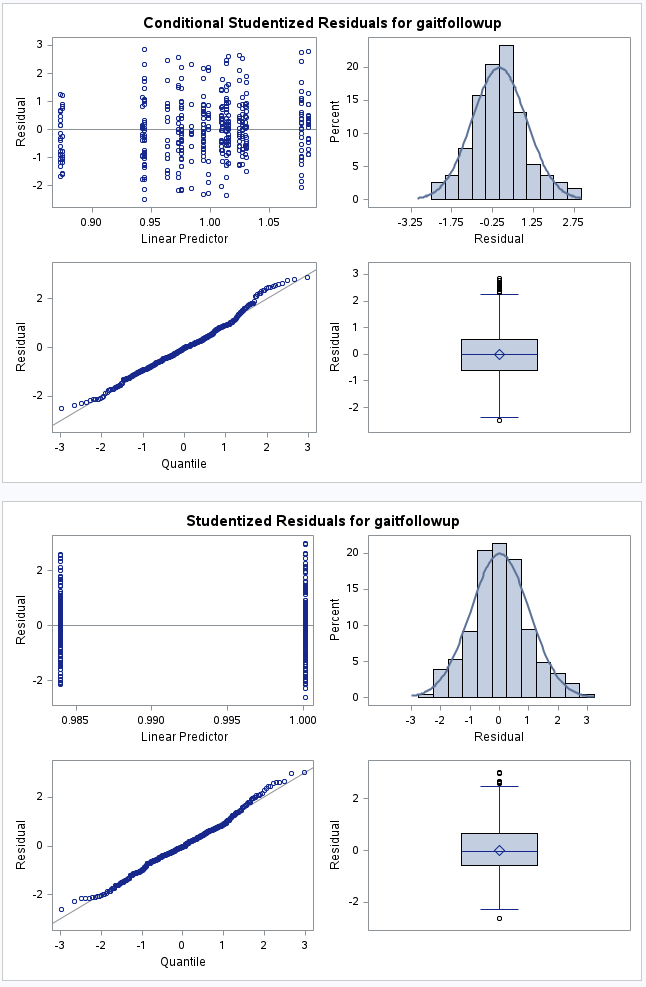 Conditional Studentized Residuals for gaitfollowup
3
2
1
0
-1
-2
Residual
0.90 0.95 1.00 1.05
Linear Predictor
20
15
10
5
0
Percent
-3.25 -1.75 -0.25 1.25 2.75
Residual
2
0
-2
Residual
-3 -2 -1 0 1 2 3
Quantile
3
2
1
0
-1
-2
Residual
Studentized Residuals for gaitfollowup
2
0
-2
Residual
0.985 0.990 0.995 1.000
Linear Predictor
20
15
10
5
0
Percent
-3 -2 -1 0 1 2 3
Residual
2
0
-2
Residual
-3 -2 -1 0 1 2 3
Quantile
2
0
-2
Residual